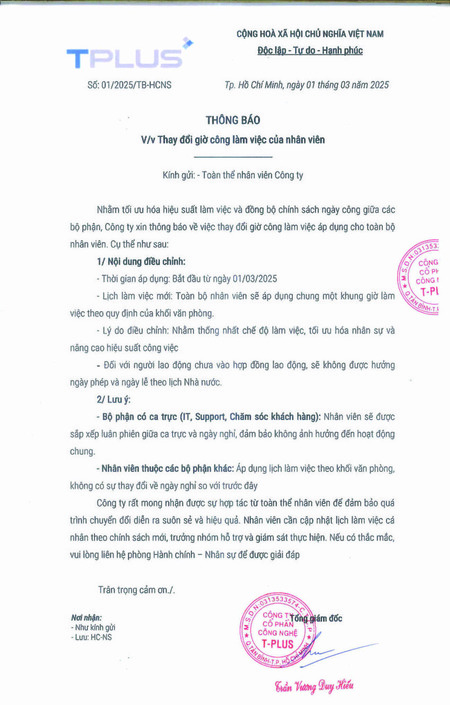 TPLUS
CỘNG HOÀ XÃ HỘI CHỦ NGHĨA VIỆT NAM
Độc lập - Tự do - Hạnh phúc
Số: 01/2025/TB-HCNS
Tp. Hồ Chí Minh, ngày 01 tháng 03 năm 2025
THÔNG BÁO
V/v Thay đổi giờ công làm việc của nhân viên
Kính gửi: - Toàn thể nhân viên Công ty
Nhằm tối ưu hóa hiệu suất làm việc và đồng bộ chính sách ngày công giữa các
bộ phận, Công ty xin thông báo về việc thay đổi giờ công làm việc áp dụng cho toàn bộ
nhân viên. Cụ thể như sau:
1/ Nội dung điều chỉnh:
- Thời gian áp dụng: Bắt đầu từ ngày 01/03/2025
- Lịch làm việc mới: Toàn bộ nhân viên sẽ áp dụng chung một khung giờ làm
việc theo quy định của khối văn phòng.
- Lý do điều chỉnh: Nhằm thống nhất chế độ làm việc, tối ưu hóa nhân sự và
nâng cao hiệu suất công việc
- Đối với người lao động chưa vào hợp đồng lao động, sẽ không được hưởng
ngày phép và ngày lễ theo lịch Nhà nước.
2/ Lưu ý:
- Bộ phận có ca trực (IT, Support, Chăm sóc khách hàng): Nhân viên sẽ được
sắp xếp luân phiên giữa ca trực và ngày nghỉ, đảm bảo không ảnh hưởng đến hoạt động
chung.
- Nhân viên thuộc các bộ phận khác: Áp dụng lịch làm việc theo khối văn phòng,
không có sự thay đổi về ngày nghỉ so với trước đây
Công ty rất mong nhận được sự hợp tác từ toàn thể nhân viên để đảm bảo quá
trình chuyển đổi diễn ra suôn sẻ và hiệu quả. Nhân viên cần cập nhật lịch làm việc cá
nhân theo chính sách mới, trưởng nhóm hỗ trợ và giám sát thực hiện. Nếu có thắc mắc,
vui lòng liên hệ phòng Hành chính – Nhân sự để được giải đáp
Trân trọng cảm ơn./.
Nơi nhận:
- Như kính gửi
- Lưu: HC-NS
Tổng giám đốc
M.S.D.N:0313533574-C.T.C.P
CÔNG TY
CỔ PHẦN
CÔNG NGHỆ
T-PLUS
Q.TÂN BÌNH-T.P.HỒ CHÍ MINH
Trần Vương Duy Hiếu
M.S.D.N:03135
CÔNG
CỔ PH
CÔNG N
T-PL
Q.TÂN BÌNH-T.